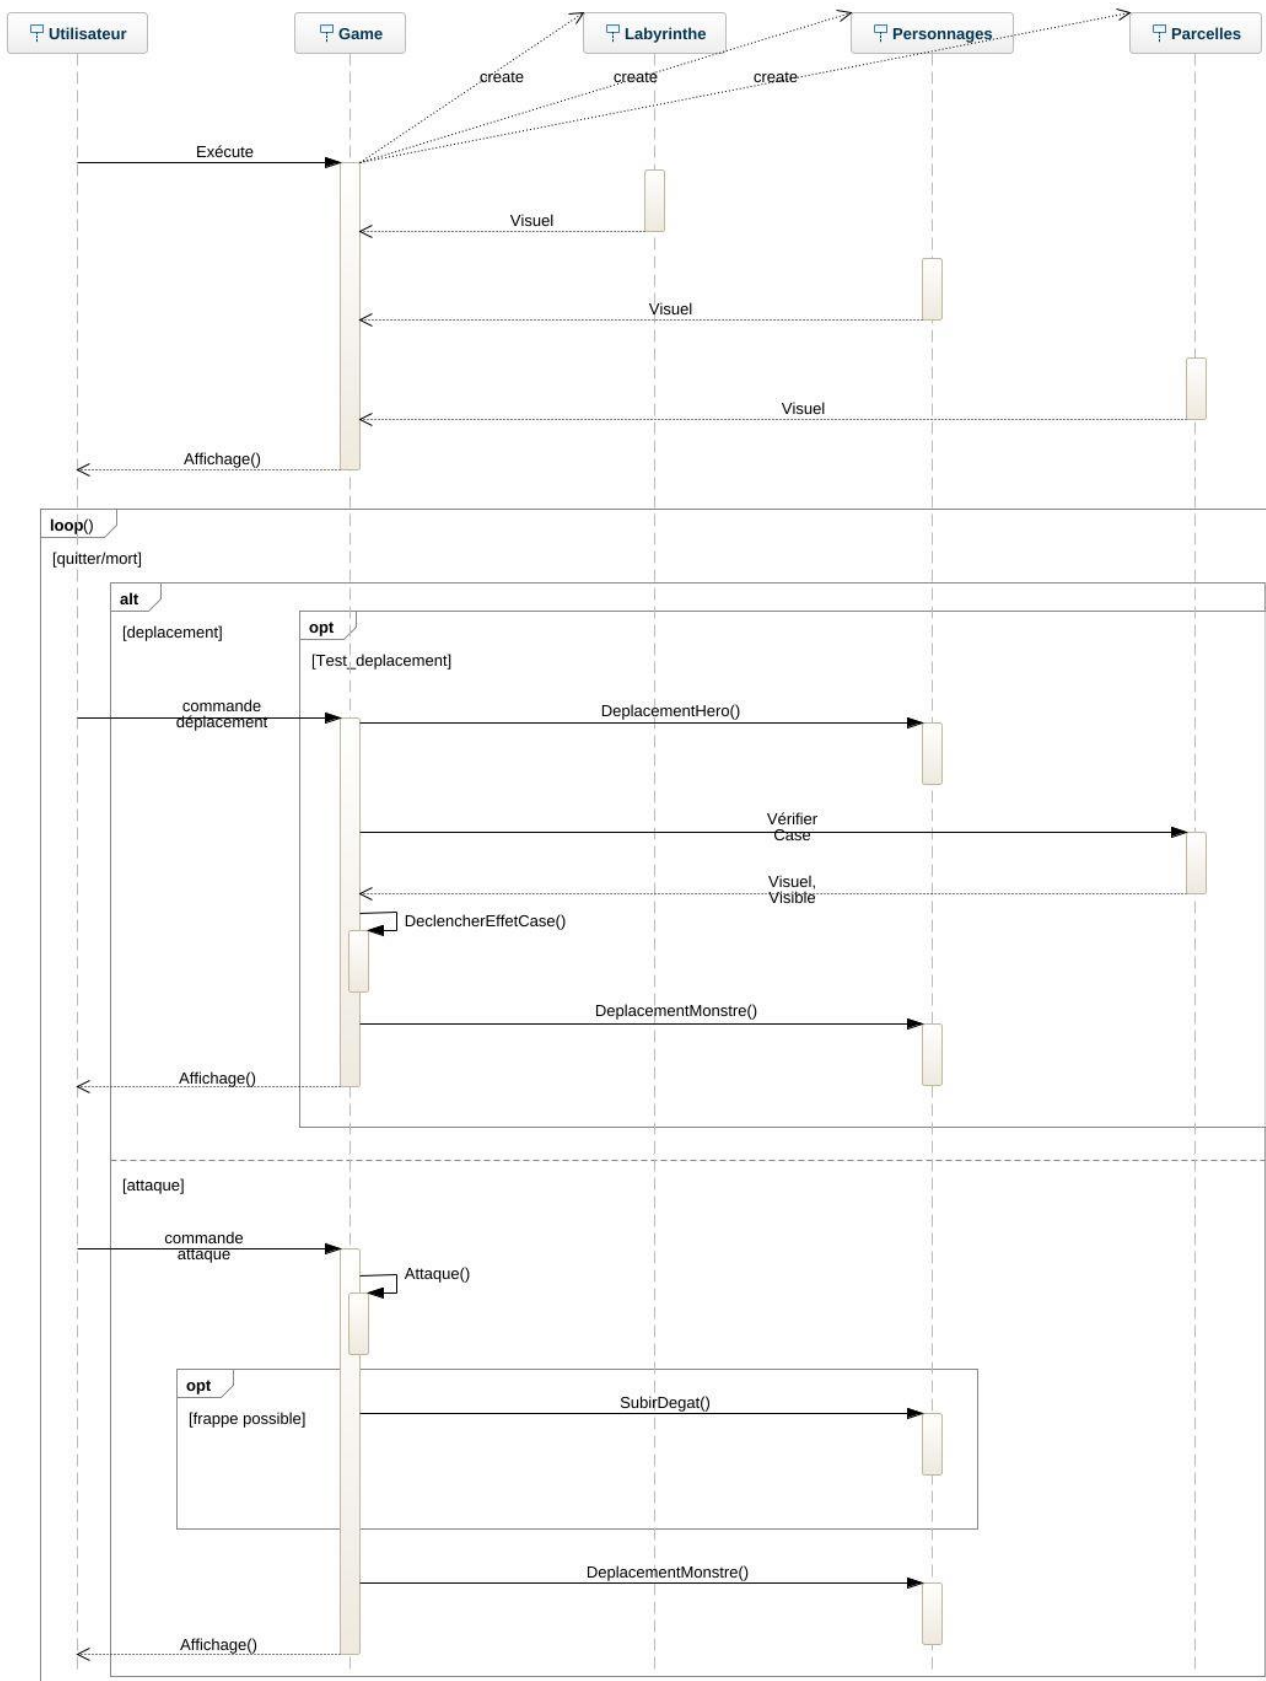 Utilisateur
Game
Labyrinthe
Personnages
Parcelles
create
create
create
Exécute
Visuel
Visuel
Visuel
Affichage()
loop()
[quitter/mort]
alt
[deplacement]
opt
[Test_deplacement]
commande
déplacement
DeplacementHero()
Vérifier
Case
Visuel,
Visible
DeclencherEffetCase()
DeplacementMonstre()
Affichage()
[attaque]
commande
attaque
Attaque()
opt
[frappe possible]
SubirDegat()
DeplacementMonstre()
Affichage()